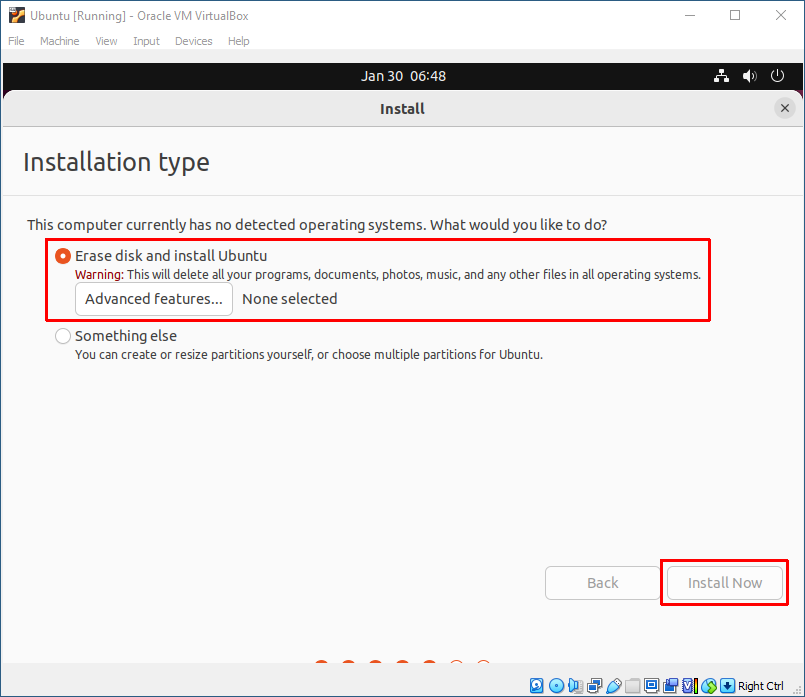 Ubuntu [Running] - Oracle VM VirtualBox
File Machine View Input Devices Help
Jan 30 06:48
Install
Installation type
This computer currently has no detected operating systems. What would you like to do?
Erase disk and install Ubuntu
Warning: This will delete all your programs, documents, photos, music, and any other files in all operating systems.
Advanced features... None selected
Something else
You can create or resize partitions yourself, or choose multiple partitions for Ubuntu.
Back Install Now
Right Ctrl